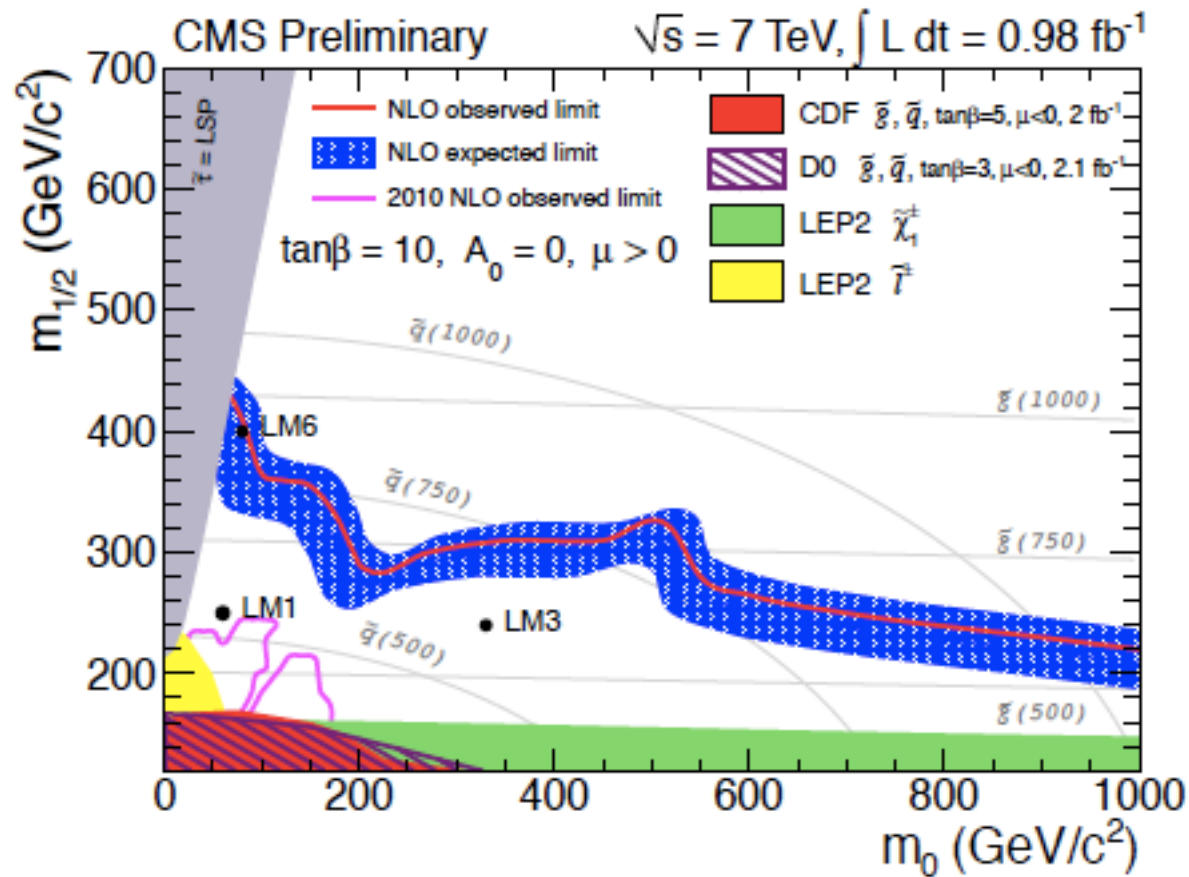 CMS Preliminary
√s = 7 TeV, ∫ L dt = 0.98 fb⁻¹
m₁/₂ (GeV/c²)
700
600
500
400
300
200
τ̃ = LSP
NLO observed limit
NLO expected limit
2010 NLO observed limit
tanβ = 10, A₀ = 0, μ > 0
CDF g̃, q̃, tanβ=5, μ<0, 2 fb⁻¹
D0 g̃, q̃, tanβ=3, μ<0, 2.1 fb⁻¹
LEP2 χ̃₁±
LEP2 l̃±
q̃(1000)
g̃(1000)
LM6
q̃(750)
g̃(750)
LM1
LM3
q̃(500)
g̃(500)
0 200 400 600 800 1000
m₀ (GeV/c²)